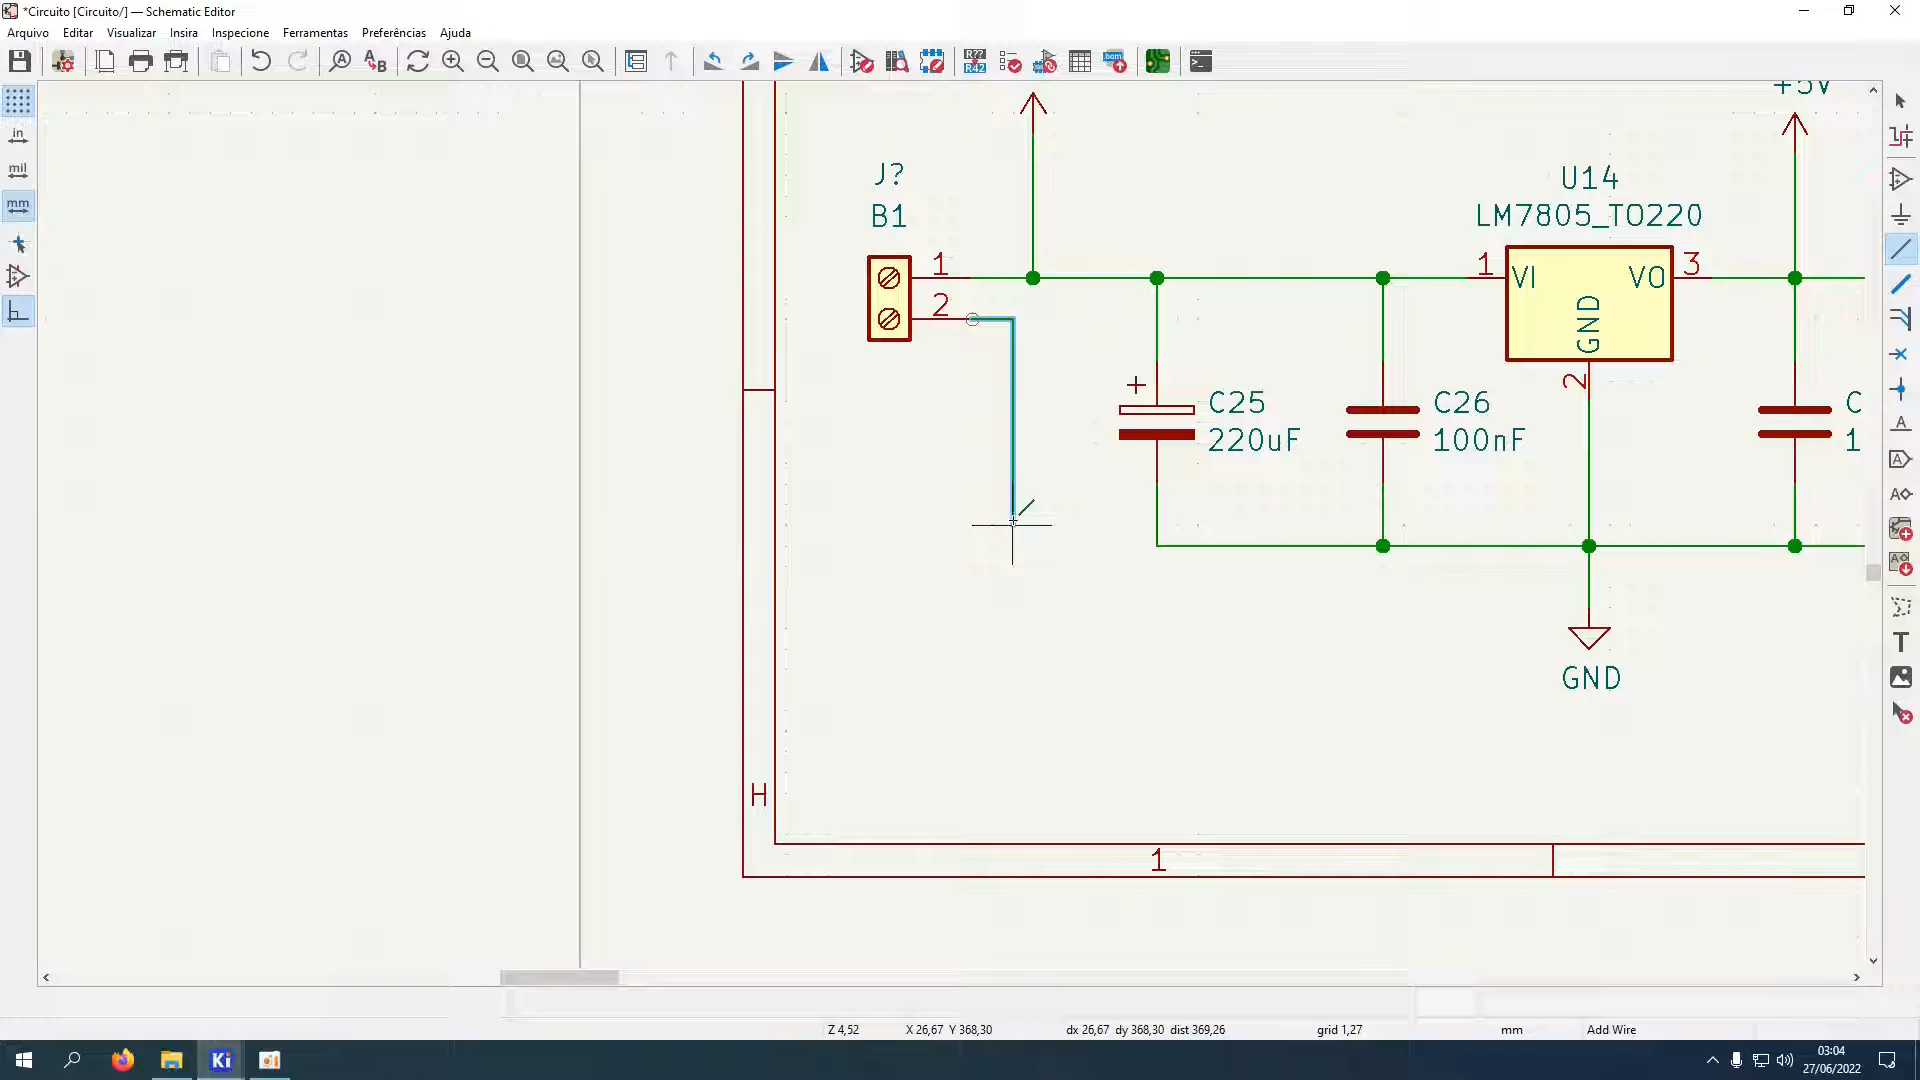 *Circuito [Circuito/] — Schematic Editor
Arquivo Editar Visualizar Insira Inspecione Ferramentas Preferências Ajuda
in
mil
mm
+5V
J?
B1
1
2
U14
LM7805_TO220
1
VI
VO
3
GND
2
+
C25
220uF
C26
100nF
C
1
GND
H
1
Z 4,52
X 26,67 Y 368,30
dx 26,67 dy 368,30 dist 369,26
grid 1,27
mm
Add Wire
Ki
03:04
27/06/2022